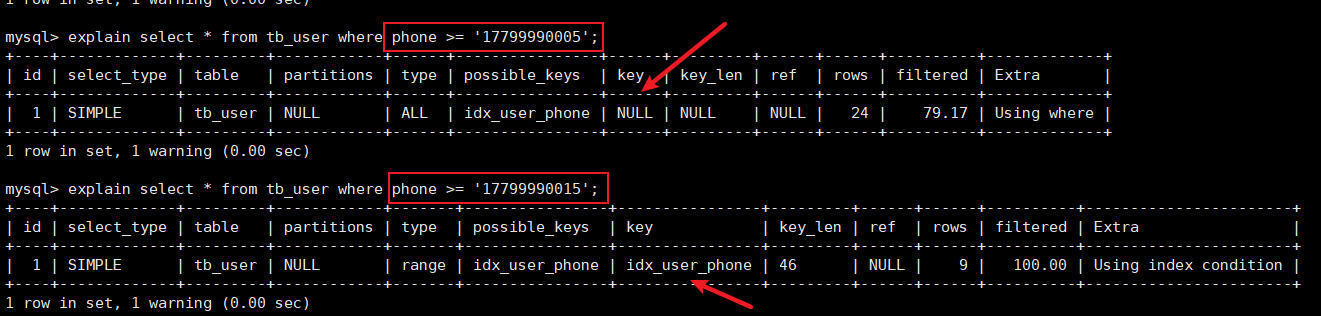 1 row in set, 1 warning (0.00 sec)
mysql> explain select * from tb_user where phone >= '17799990005';
+----+-------------+---------+------------+------+----------------+------+---------+------+------+----------+-------------+
| id | select_type | table | partitions | type | possible_keys | key | key_len | ref | rows | filtered | Extra |
+----+-------------+---------+------------+------+----------------+------+---------+------+------+----------+-------------+
| 1 | SIMPLE | tb_user | NULL | ALL | idx_user_phone | NULL | NULL | NULL | 24 | 79.17 | Using where |
+----+-------------+---------+------------+------+----------------+------+---------+------+------+----------+-------------+
1 row in set, 1 warning (0.00 sec)
mysql> explain select * from tb_user where phone >= '17799990015';
+----+-------------+---------+------------+-------+----------------+----------------+---------+------+------+----------+-----------------------+
| id | select_type | table | partitions | type | possible_keys | key | key_len | ref | rows | filtered | Extra |
+----+-------------+---------+------------+-------+----------------+----------------+---------+------+------+----------+-----------------------+
| 1 | SIMPLE | tb_user | NULL | range | idx_user_phone | idx_user_phone | 46 | NULL | 9 | 100.00 | Using index condition |
+----+-------------+---------+------------+-------+----------------+----------------+---------+------+------+----------+-----------------------+
1 row in set, 1 warning (0.00 sec)